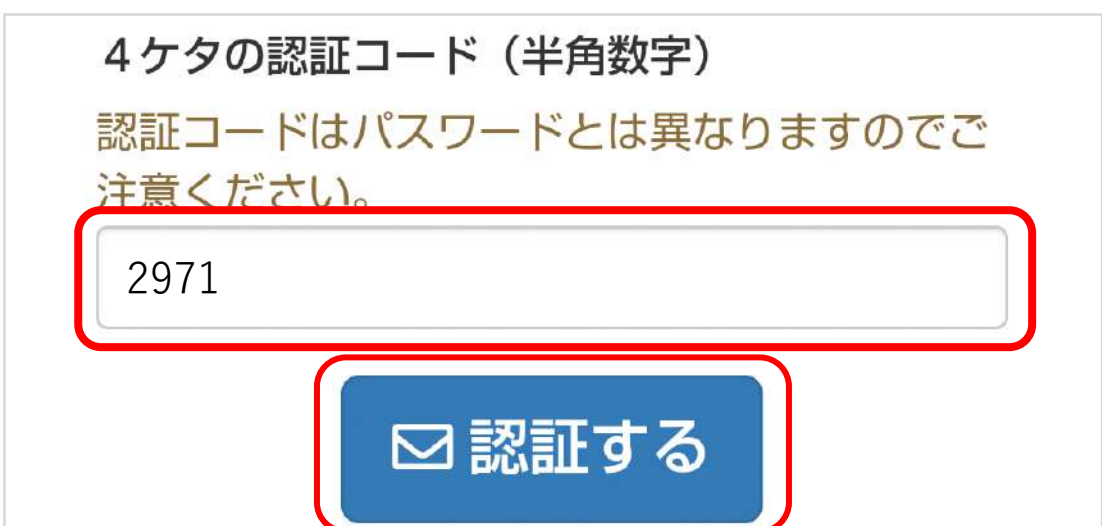 ４ケタの認証コード（半角数字）
認証コードはパスワードとは異なりますのでご
注意ください。
2971
認証する